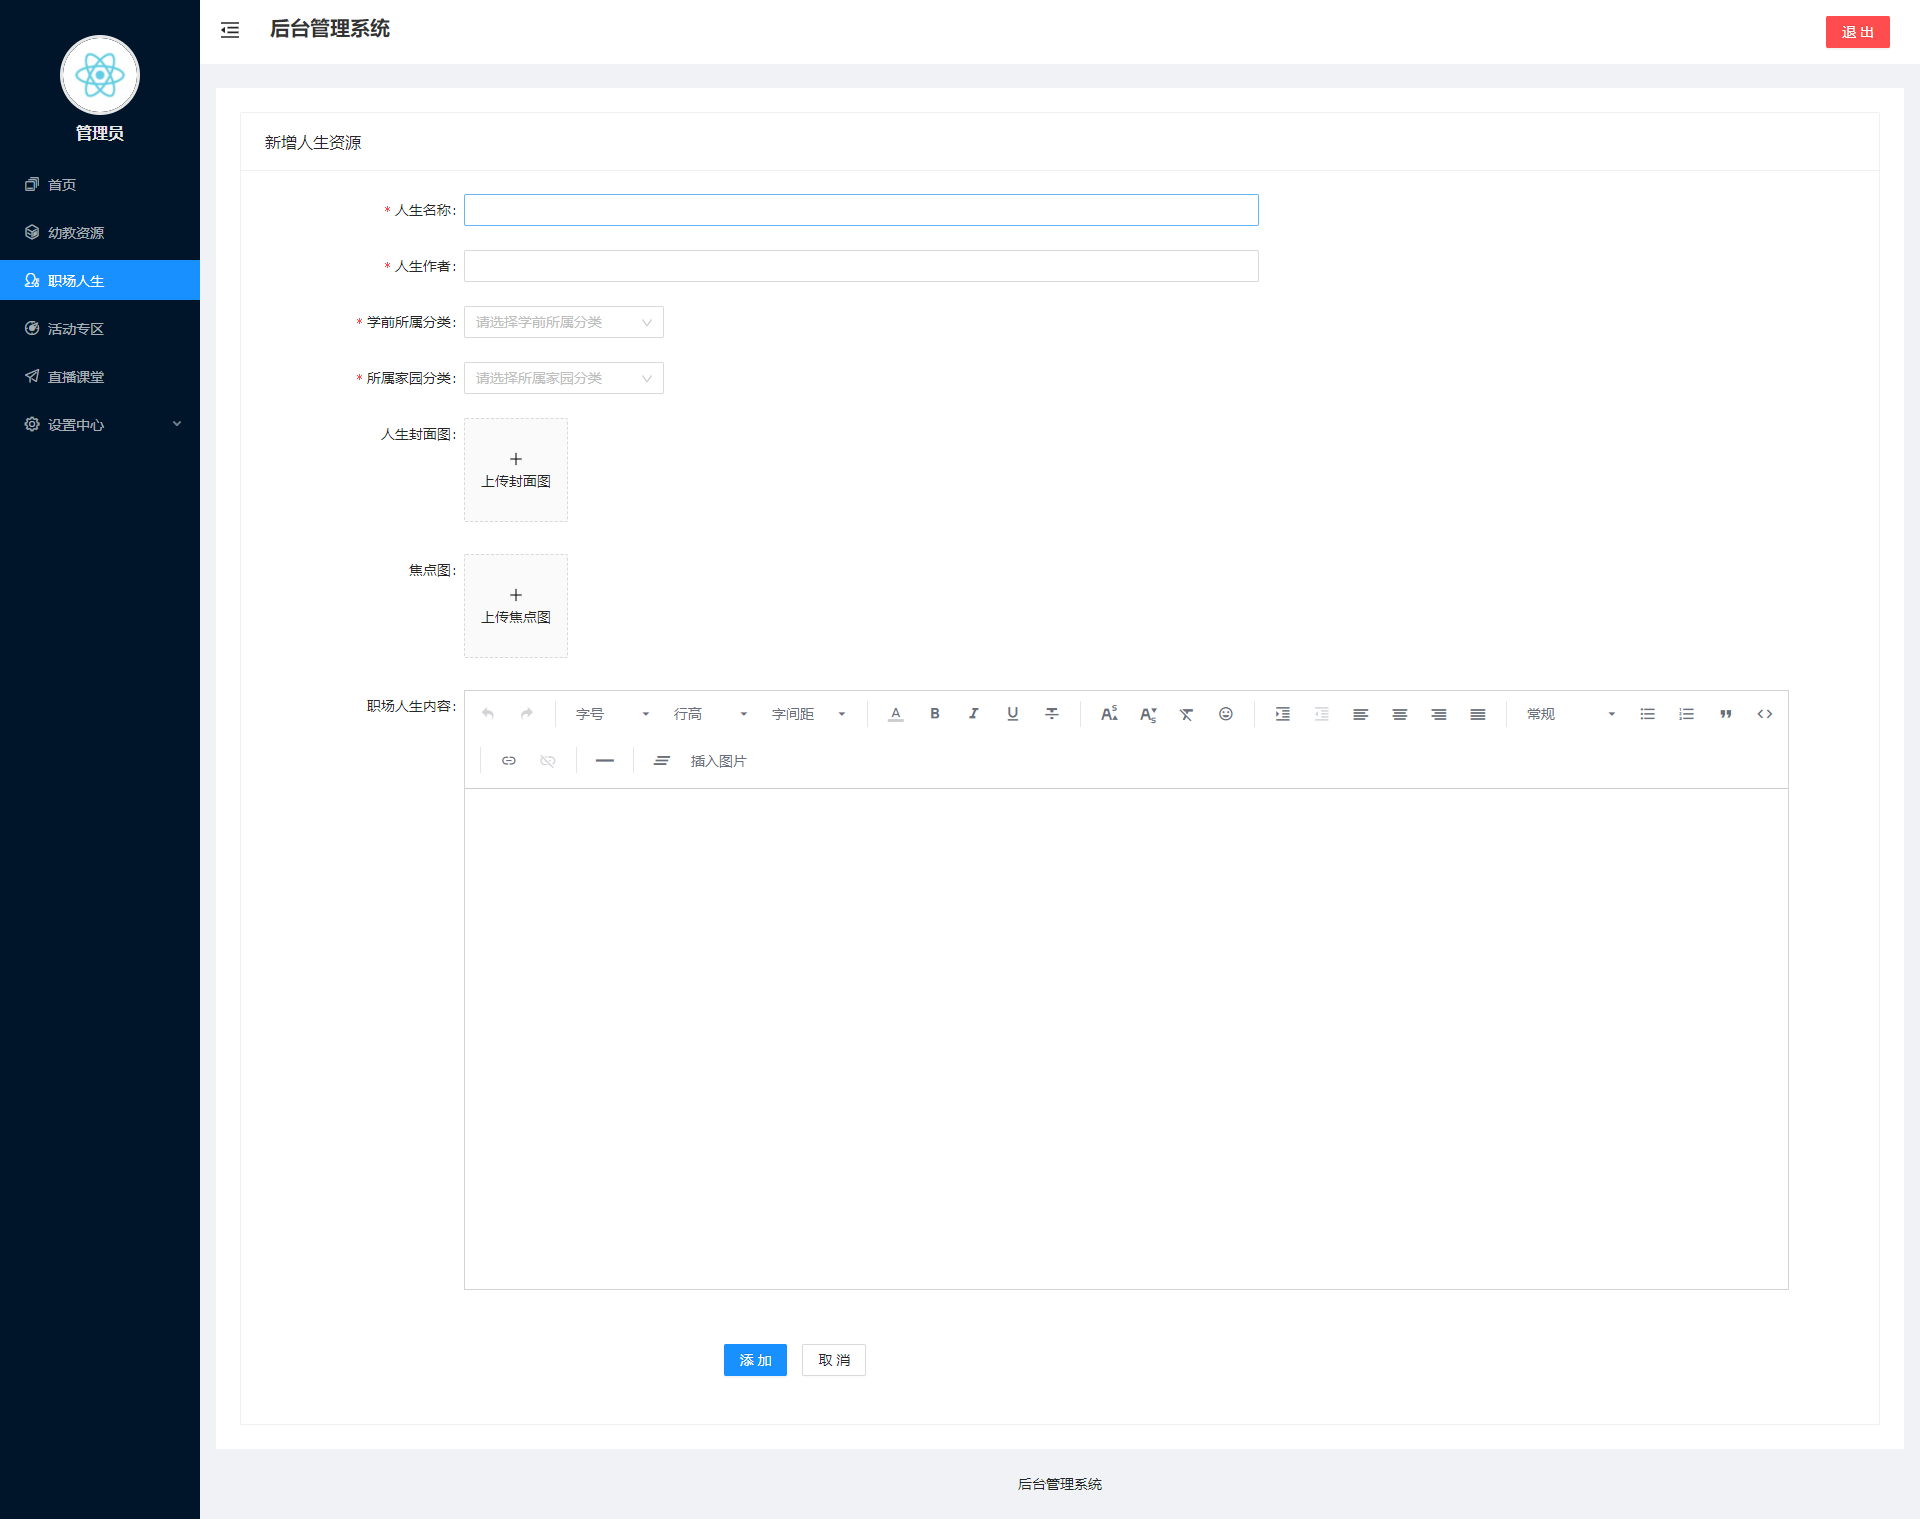 后台管理系统
退 出
管理员
首页
幼教资源
职场人生
活动专区
直播课堂
设置中心
新增人生资源
* 人生名称:
* 人生作者:
* 学前所属分类: 请选择学前所属分类
* 所属家园分类: 请选择所属家园分类
人生封面图:
上传封面图
焦点图:
上传焦点图
职场人生内容:
字号 行高 字间距 常规
插入图片
添 加 取 消
后台管理系统